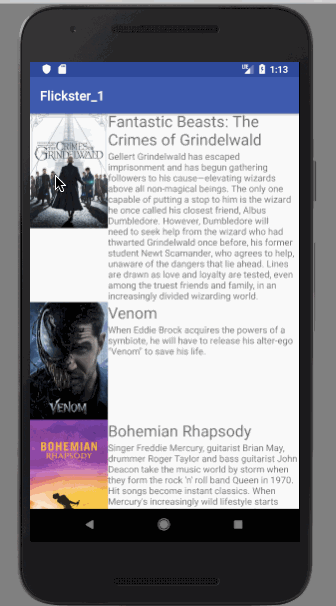 LTE 1:13
Flickster_1
CRIMES OF
GRINDELWALD
Fantastic Beasts: The
Crimes of Grindelwald
Gellert Grindelwald has escaped
imprisonment and has begun gathering
followers to his cause—elevating wizards
above all non-magical beings. The only one
capable of putting a stop to him is the wizard
he once called his closest friend, Albus
Dumbledore. However, Dumbledore will
need to seek help from the wizard who had
thwarted Grindelwald once before, his former
student Newt Scamander, who agrees to help,
unaware of the dangers that lie ahead. Lines
are drawn as love and loyalty are tested, even
among the truest friends and family, in an
increasingly divided wizarding world.
VENOM
Venom
When Eddie Brock acquires the powers of a
symbiote, he will have to release his alter-ego
"Venom" to save his life.
BOHEMIAN
RHAPSODY
Bohemian Rhapsody
Singer Freddie Mercury, guitarist Brian May,
drummer Roger Taylor and bass guitarist John
Deacon take the music world by storm when
they form the rock 'n' roll band Queen in 1970.
Hit songs become instant classics. When
Mercury's increasingly wild lifestyle starts